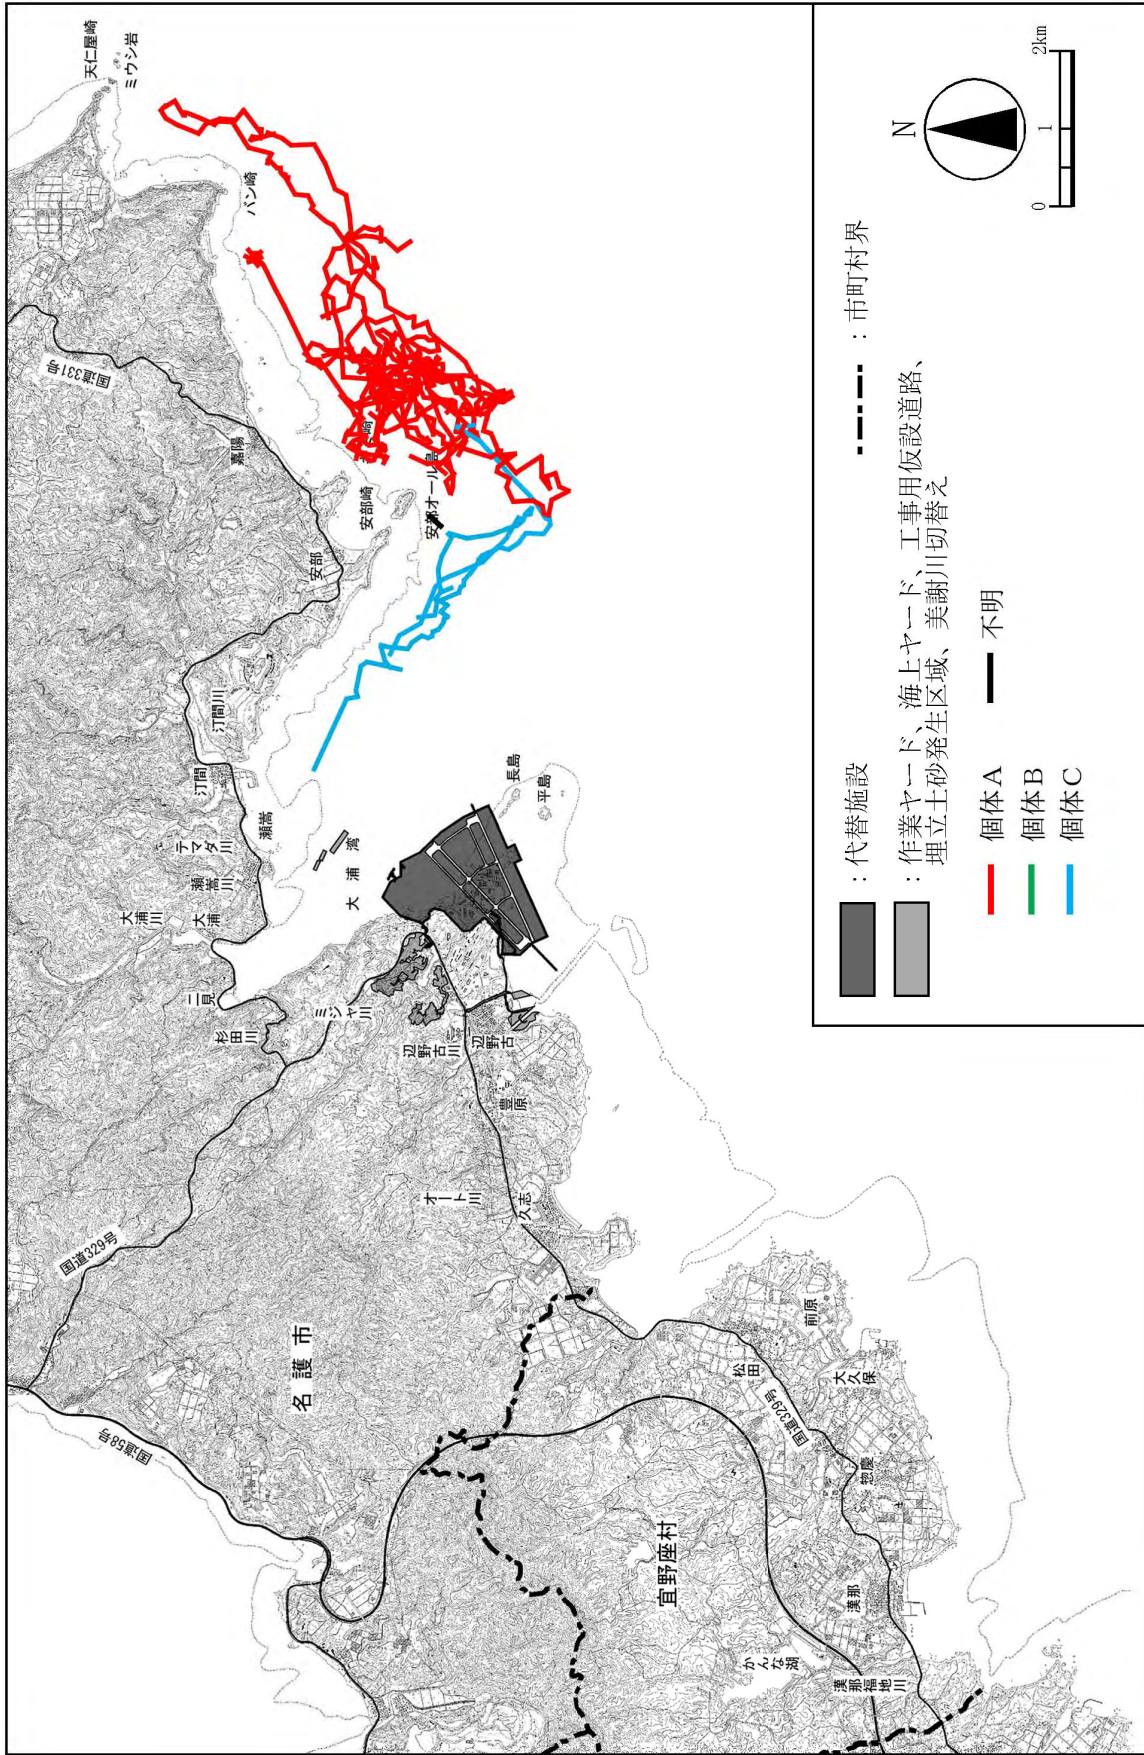 天仁屋崎
ミウシ岩
バン崎
国道331号
嘉陽
安部崎
安部オール島
安部
汀間川
汀間
瀬嵩
テマダ川
瀬嵩川
大浦川
大浦
大浦湾
長島
平島
二見
杉田川
ミジャ川
辺野古川
辺野古
豊原
国道329号
オート川
久志
名護市
国道58号
松田
前原
大久保
国道329号
惣慶
宜野座村
漢那
かんな湖
漢那福地川
N
0 1 2km
：代替施設
：市町村界
：作業ヤード、海上ヤード、工事用仮設道路、
埋立土砂発生区域、美謝川切替え
個体A
不明
個体B
個体C